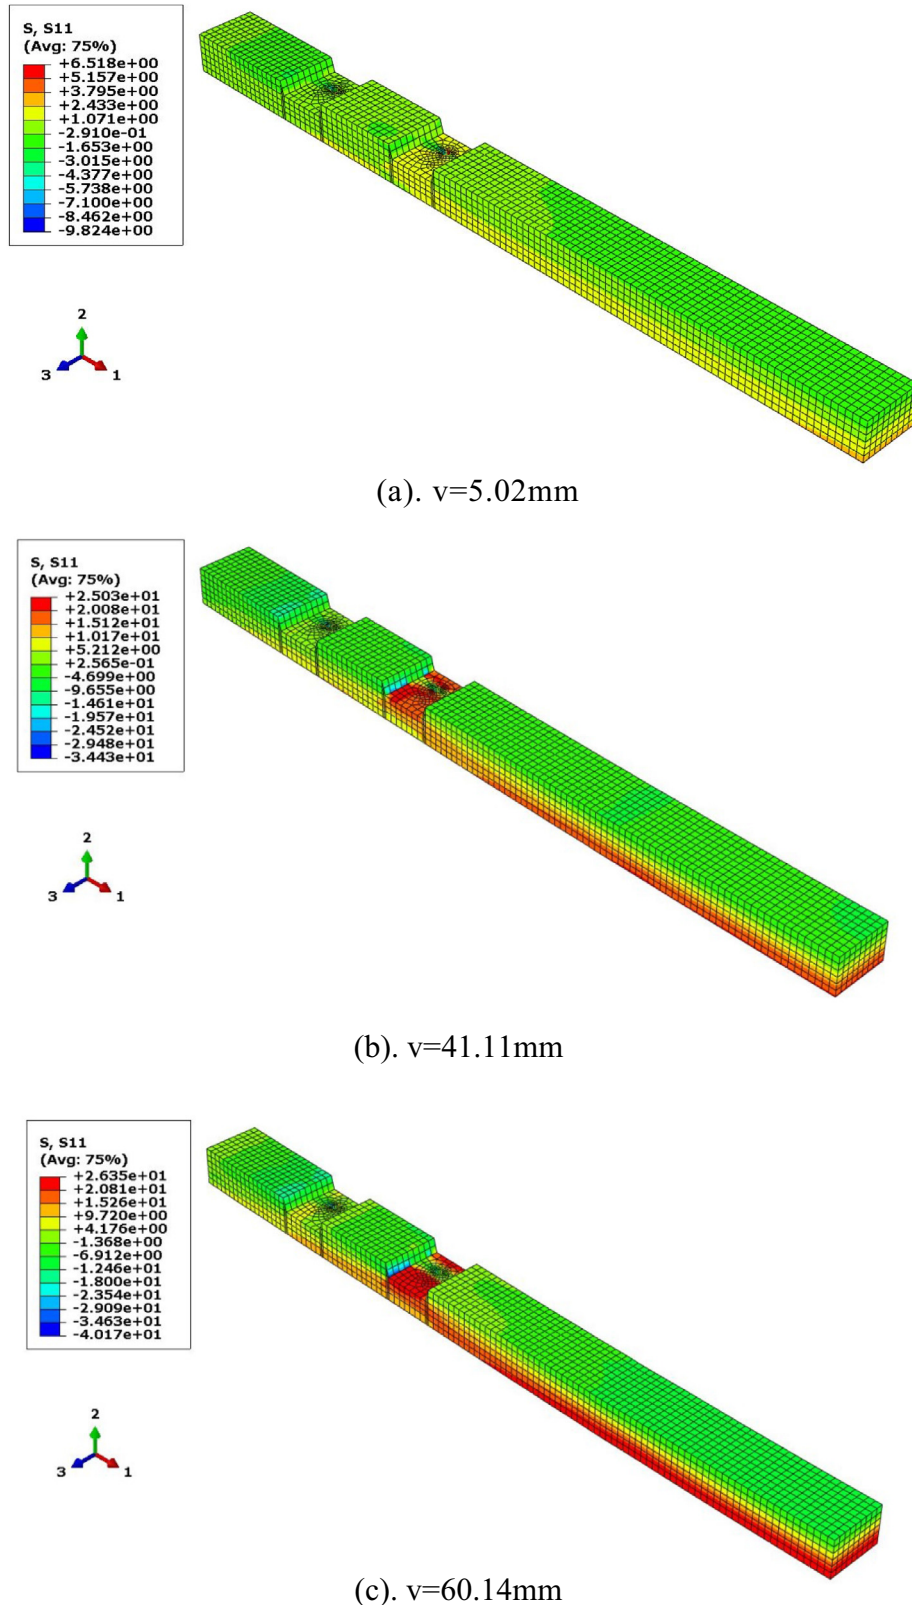 S, S11
(Avg: 75%)
+6.518e+00
+5.157e+00
+3.795e+00
+2.433e+00
+1.071e+00
-2.910e-01
-1.653e+00
-3.015e+00
-4.377e+00
-5.738e+00
-7.100e+00
-8.462e+00
-9.824e+00
2
3
1
(a). v=5.02mm
S, S11
(Avg: 75%)
+2.503e+01
+2.008e+01
+1.512e+01
+1.017e+01
+5.212e+00
+2.565e-01
-4.699e+00
-9.655e+00
-1.461e+01
-1.957e+01
-2.452e+01
-2.948e+01
-3.443e+01
2
3
1
(b). v=41.11mm
S, S11
(Avg: 75%)
+2.635e+01
+2.081e+01
+1.526e+01
+9.720e+00
+4.176e+00
-1.368e+00
-6.912e+00
-1.246e+01
-1.800e+01
-2.354e+01
-2.909e+01
-3.463e+01
-4.017e+01
2
3
1
(c). v=60.14mm